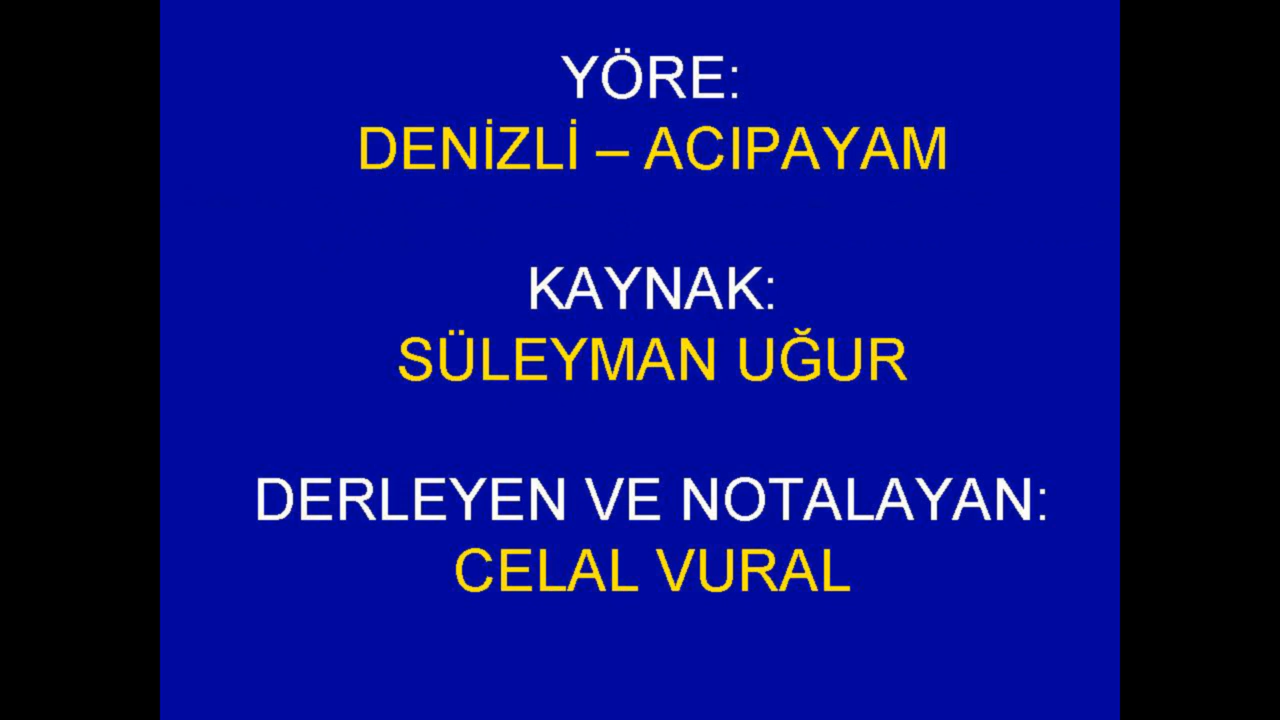 YÖRE:
DENİZLİ – ACIPAYAM
KAYNAK:
SÜLEYMAN UĞUR
DERLEYEN VE NOTALAYAN:
CELAL VURAL